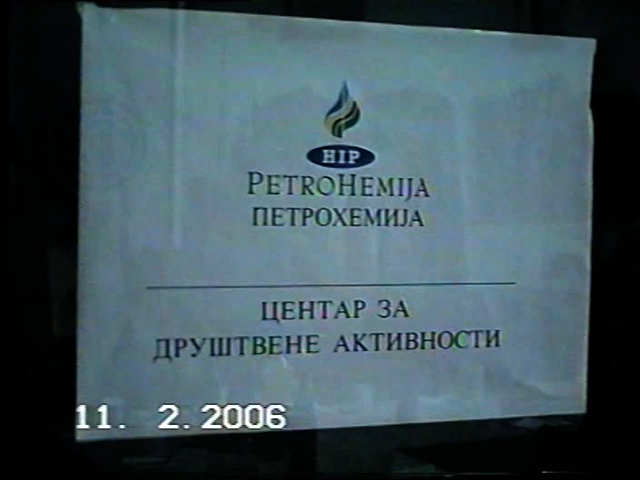 HIP
PETROHEMIJA
ПЕТРОХЕМИЈА
ЦЕНТАР ЗА
ДРУШТВЕНЕ АКТИВНОСТИ
11. 2.2006